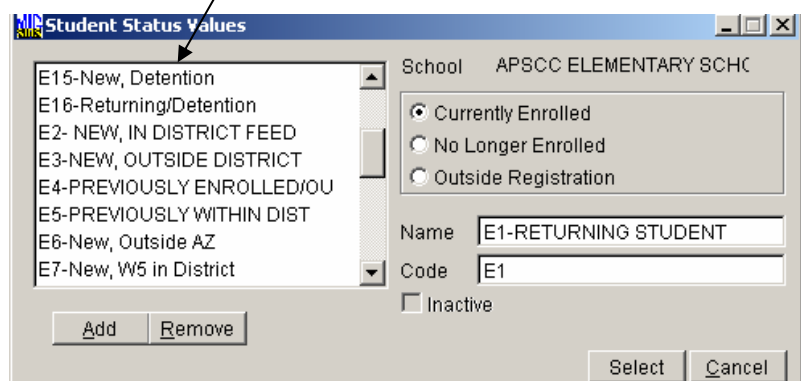 Student Status Values
E15-New, Detention
E16-Returning/Detention
E2- NEW, IN DISTRICT FEED
E3-NEW, OUTSIDE DISTRICT
E4-PREVIOUSLY ENROLLED/OU
E5-PREVIOUSLY WITHIN DIST
E6-New, Outside AZ
E7-New, W5 in District
Add Remove
School APSCC ELEMENTARY SCHC
Currently Enrolled
No Longer Enrolled
Outside Registration
Name E1-RETURNING STUDENT
Code E1
Inactive
Select Cancel